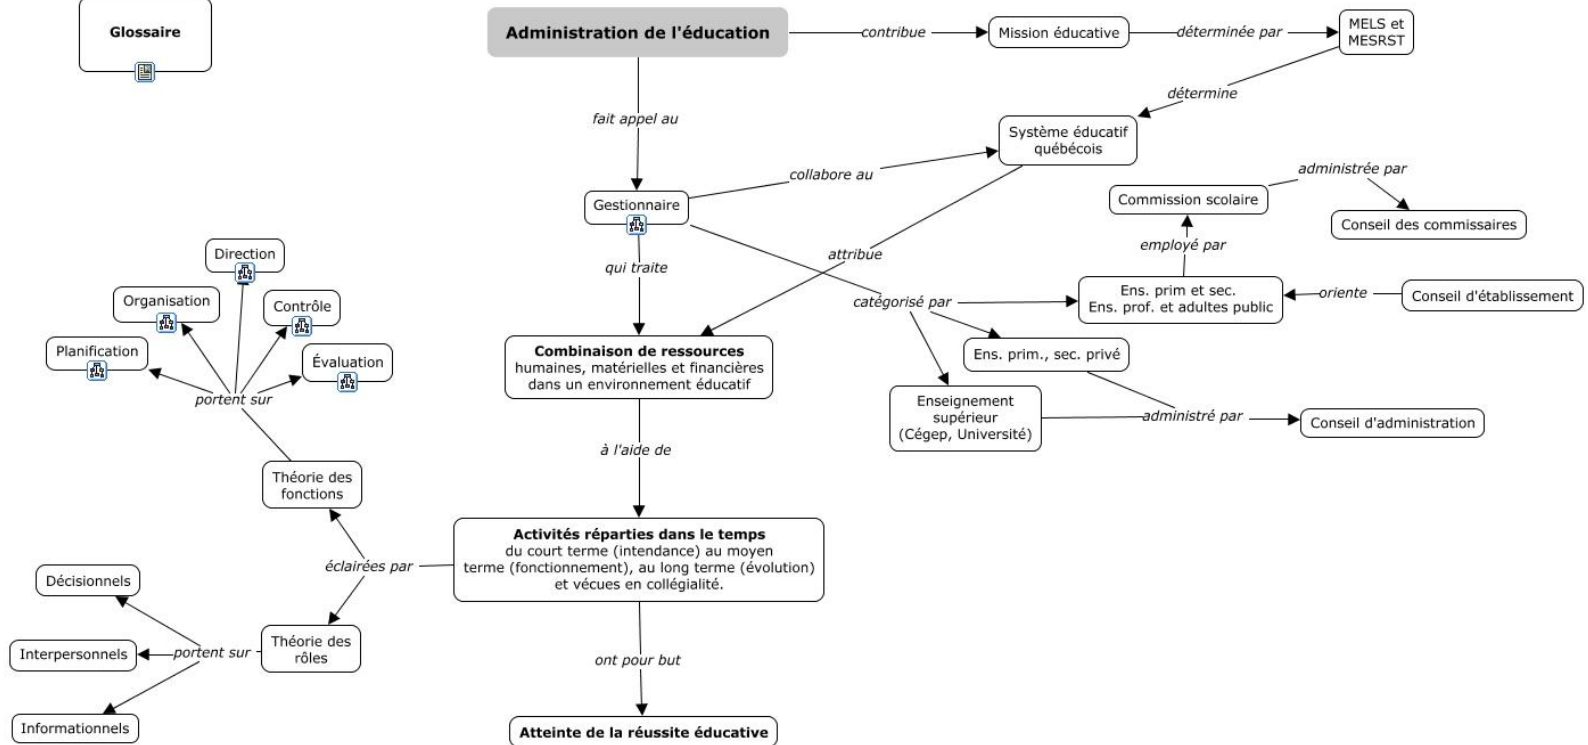 Glossaire
Administration de l'éducation
contribue
Mission éducative
déterminée par
MELS et
MESRST
détermine
fait appel au
Système éducatif
québécois
collabore au
Gestionnaire
administrée par
Commission scolaire
Conseil des commissaires
employé par
attribue
qui traite
catégorisé par
Ens. prim et sec.
Ens. prof. et adultes public
oriente
Conseil d'établissement
Ens. prim., sec. privé
Enseignement
supérieur
(Cégep, Université)
administré par
Conseil d'administration
Combinaison de ressources
humaines, matérielles et financières
dans un environnement éducatif
à l'aide de
Direction
Organisation
Contrôle
Planification
Évaluation
portent sur
Théorie des
fonctions
Activités réparties dans le temps
du court terme (intendance) au moyen
terme (fonctionnement), au long terme (évolution)
et vécues en collégialité.
éclairées par
Décisionnels
Théorie des
rôles
portent sur
Interpersonnels
Informationnels
ont pour but
Atteinte de la réussite éducative